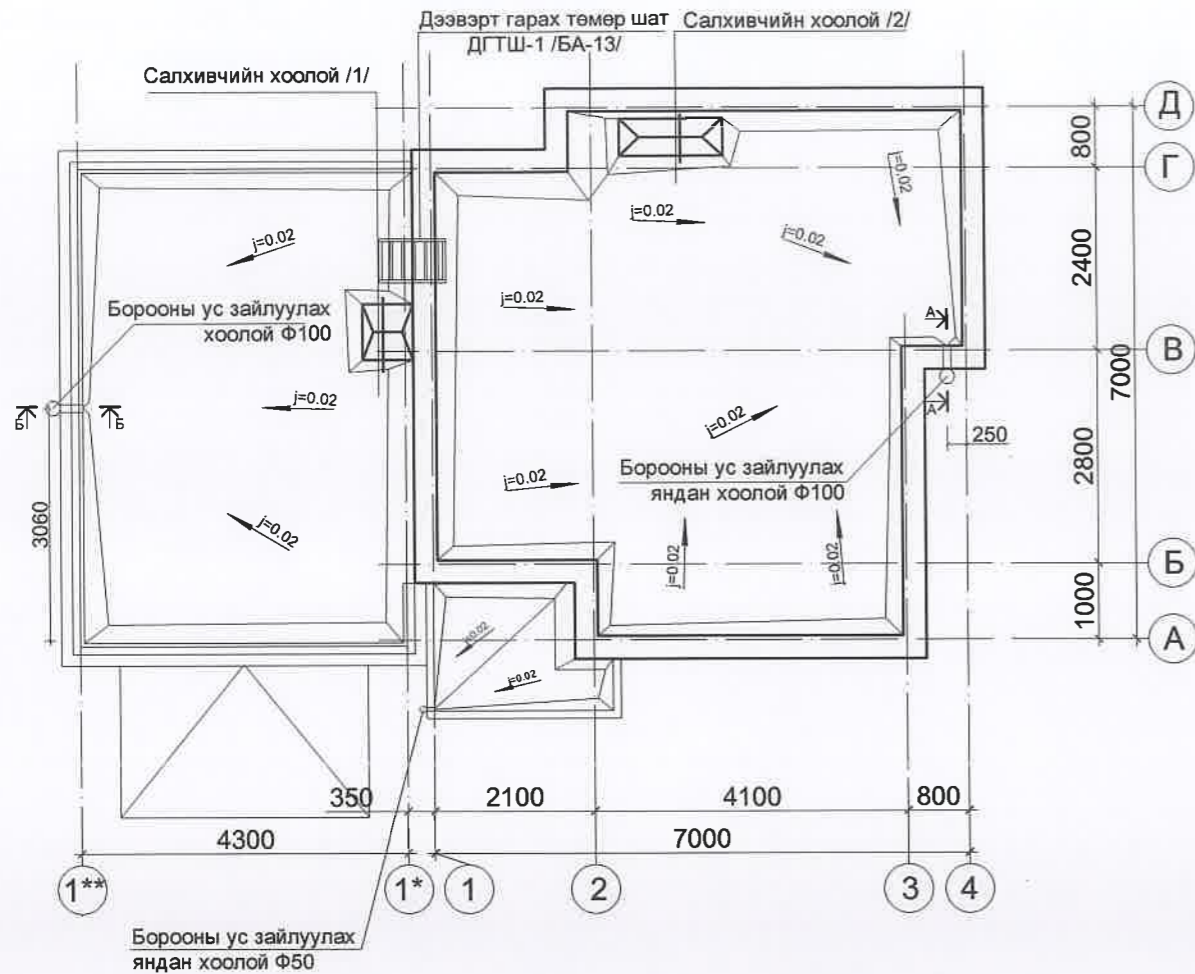 Дээвэрт гарах төмөр шат
ДГТШ-1 /БА-13/
Салхивчийн хоолой /2/
Салхивчийн хоолой /1/
Д
800
Г
j=0.02
j=0.02
j=0.02
j=0.02
2400
j=0.02
Борооны ус зайлуулах
хоолой Ф100
А
В
7000
j=0.02
Б
Б
А
j=0.02
250
2800
Борооны ус зайлуулах
яндан хоолой Ф100
j=0.02
3060
j=0.02
j=0.02
j=0.02
Б
1000
j=0.02
А
j=0.02
350
2100
4100
800
4300
7000
1**
1*
1
2
3
4
Борооны ус зайлуулах
яндан хоолой Ф50